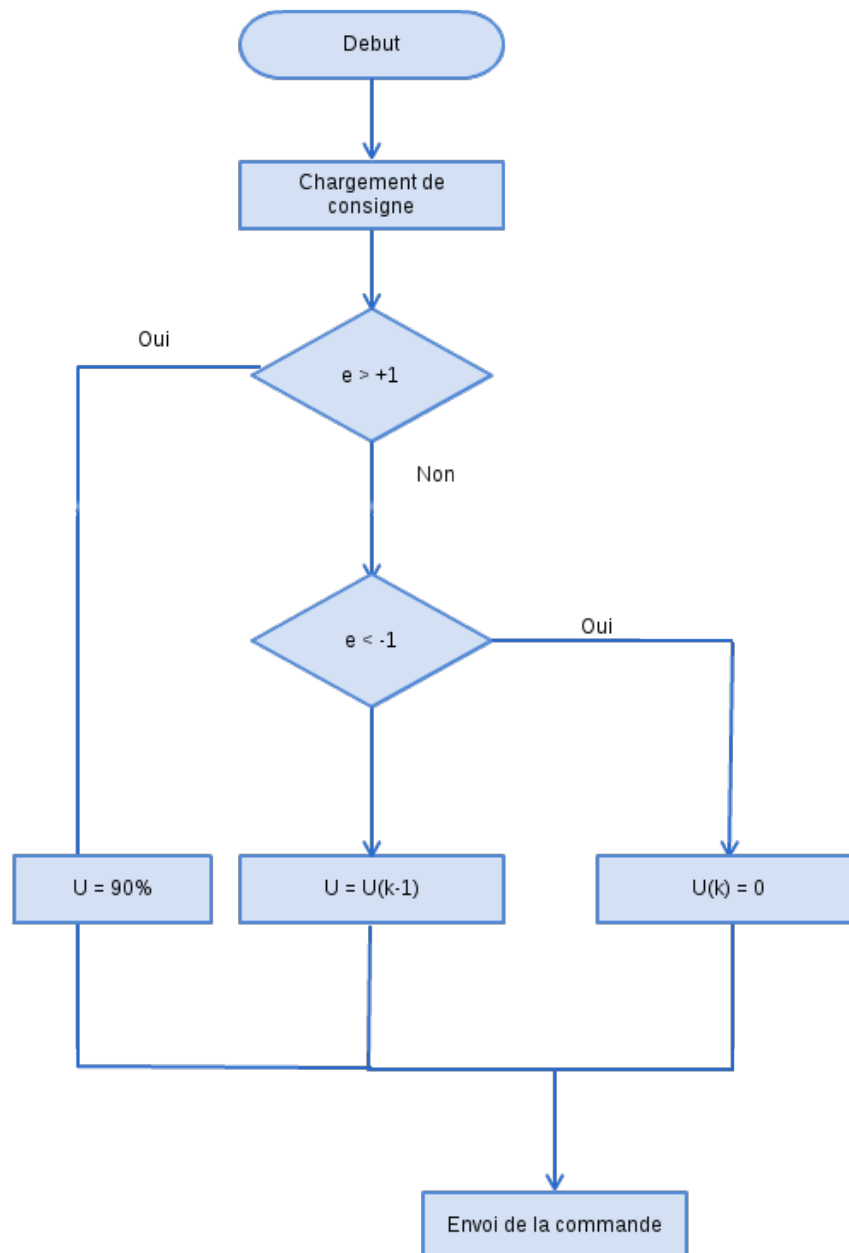 Debut
Chargement de
consigne
Oui
e > +1
Non
e < -1
Oui
U = 90%
U = U(k-1)
U(k) = 0
Envoi de la commande